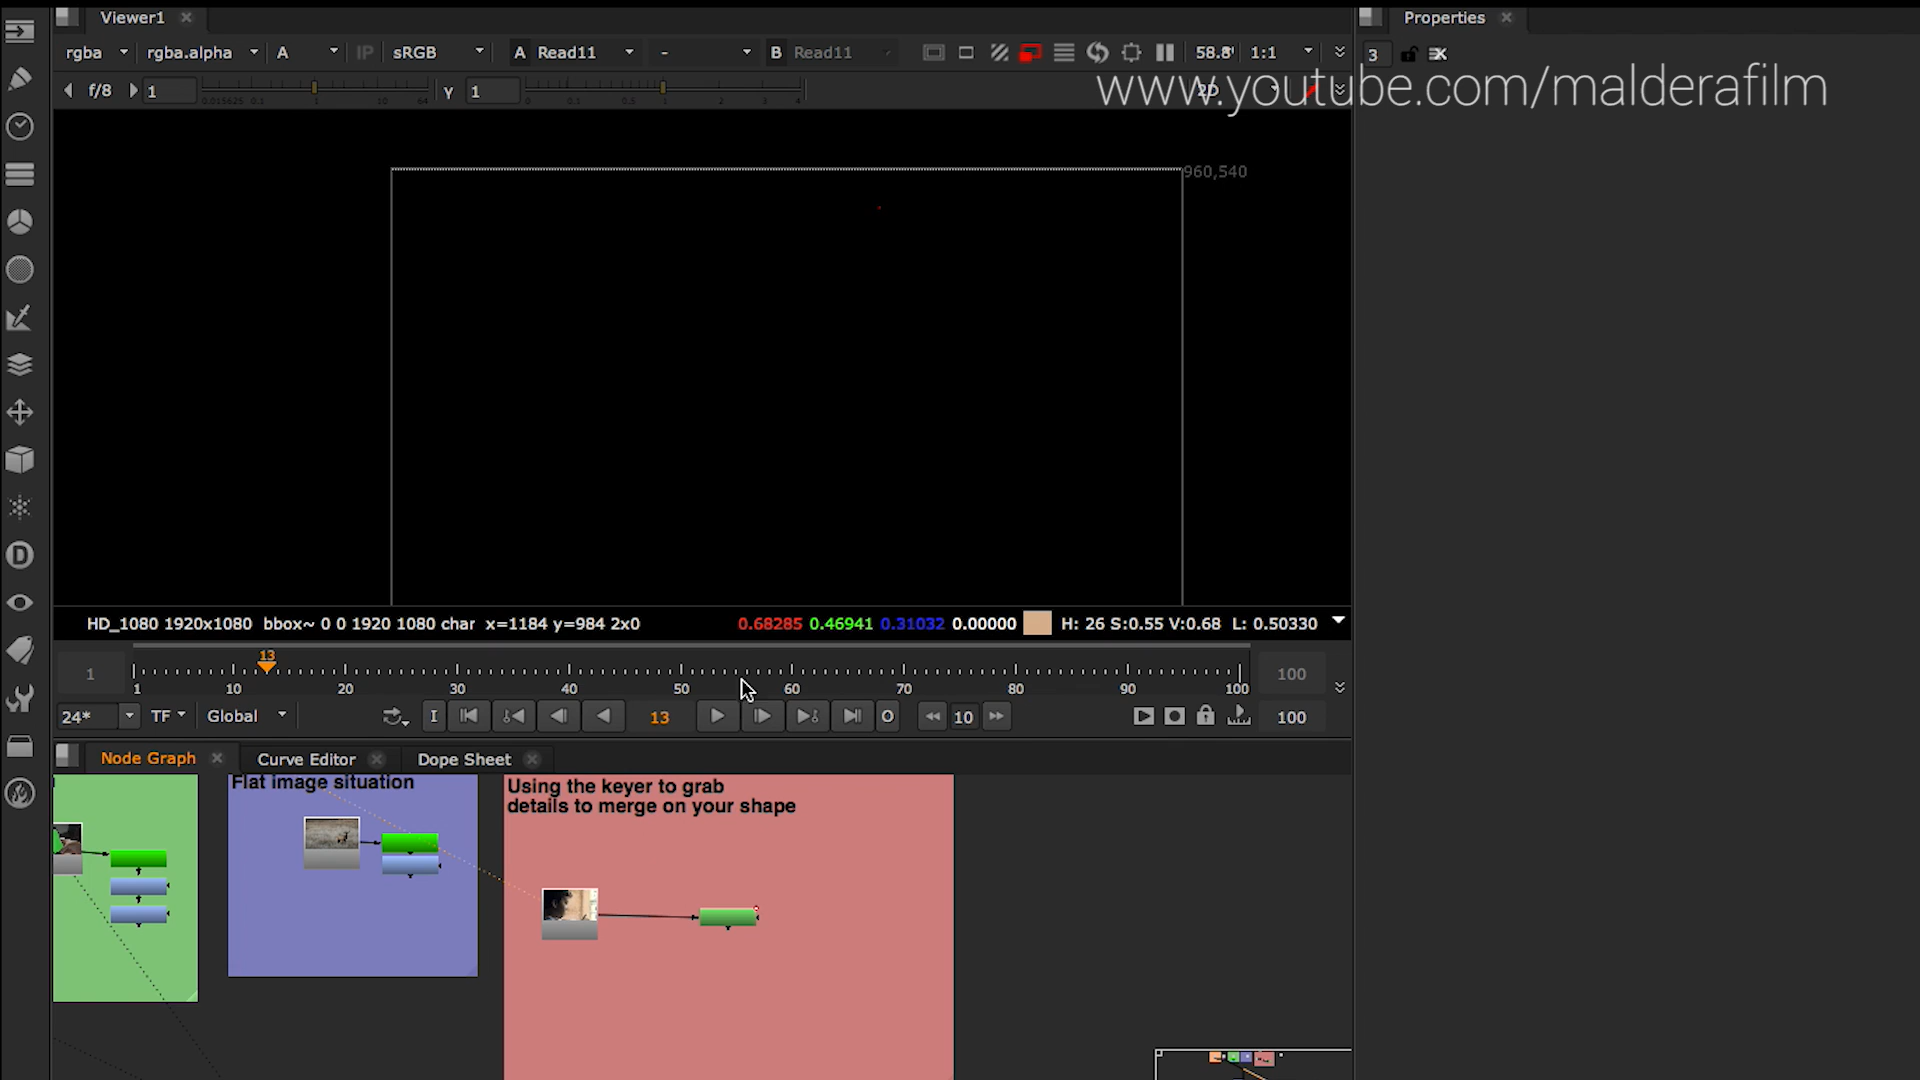 Viewer1
Properties
rgba
rgba.alpha
A
IP
sRGB
A Read11
-
B Read11
1:1
3
f/8
1
γ
1
2D
www.youtube.com/malderafilm
960,540
HD_1080 1920x1080 bbox~ 0 0 1920 1080 char x=1184 y=984 2x0
0.68285 0.46941 0.31032 0.00000
H: 26 S:0.55 V:0.68 L: 0.50330
13
1
100
1 10 20 30 40 50 60 70 80 90 100
24*
TF
Global
I
13
O
10
100
Node Graph
Curve Editor
Dope Sheet
Flat image situation
Using the keyer to grab
details to merge on your shape